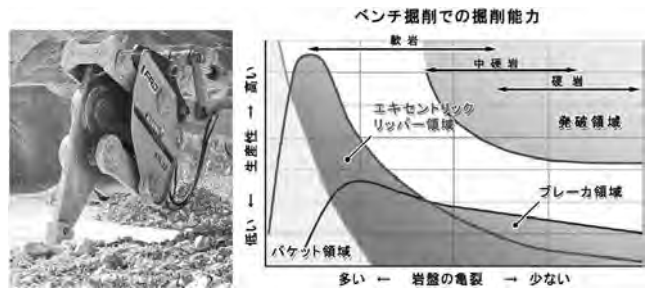 ベンチ掘削での掘削能力
軟岩
中硬岩
硬岩
エキセントリック
リッパー領域
発破領域
ブレーカ領域
バケット領域
低い ← 生産性 → 高い
多い ← 岩盤の亀裂 → 少ない